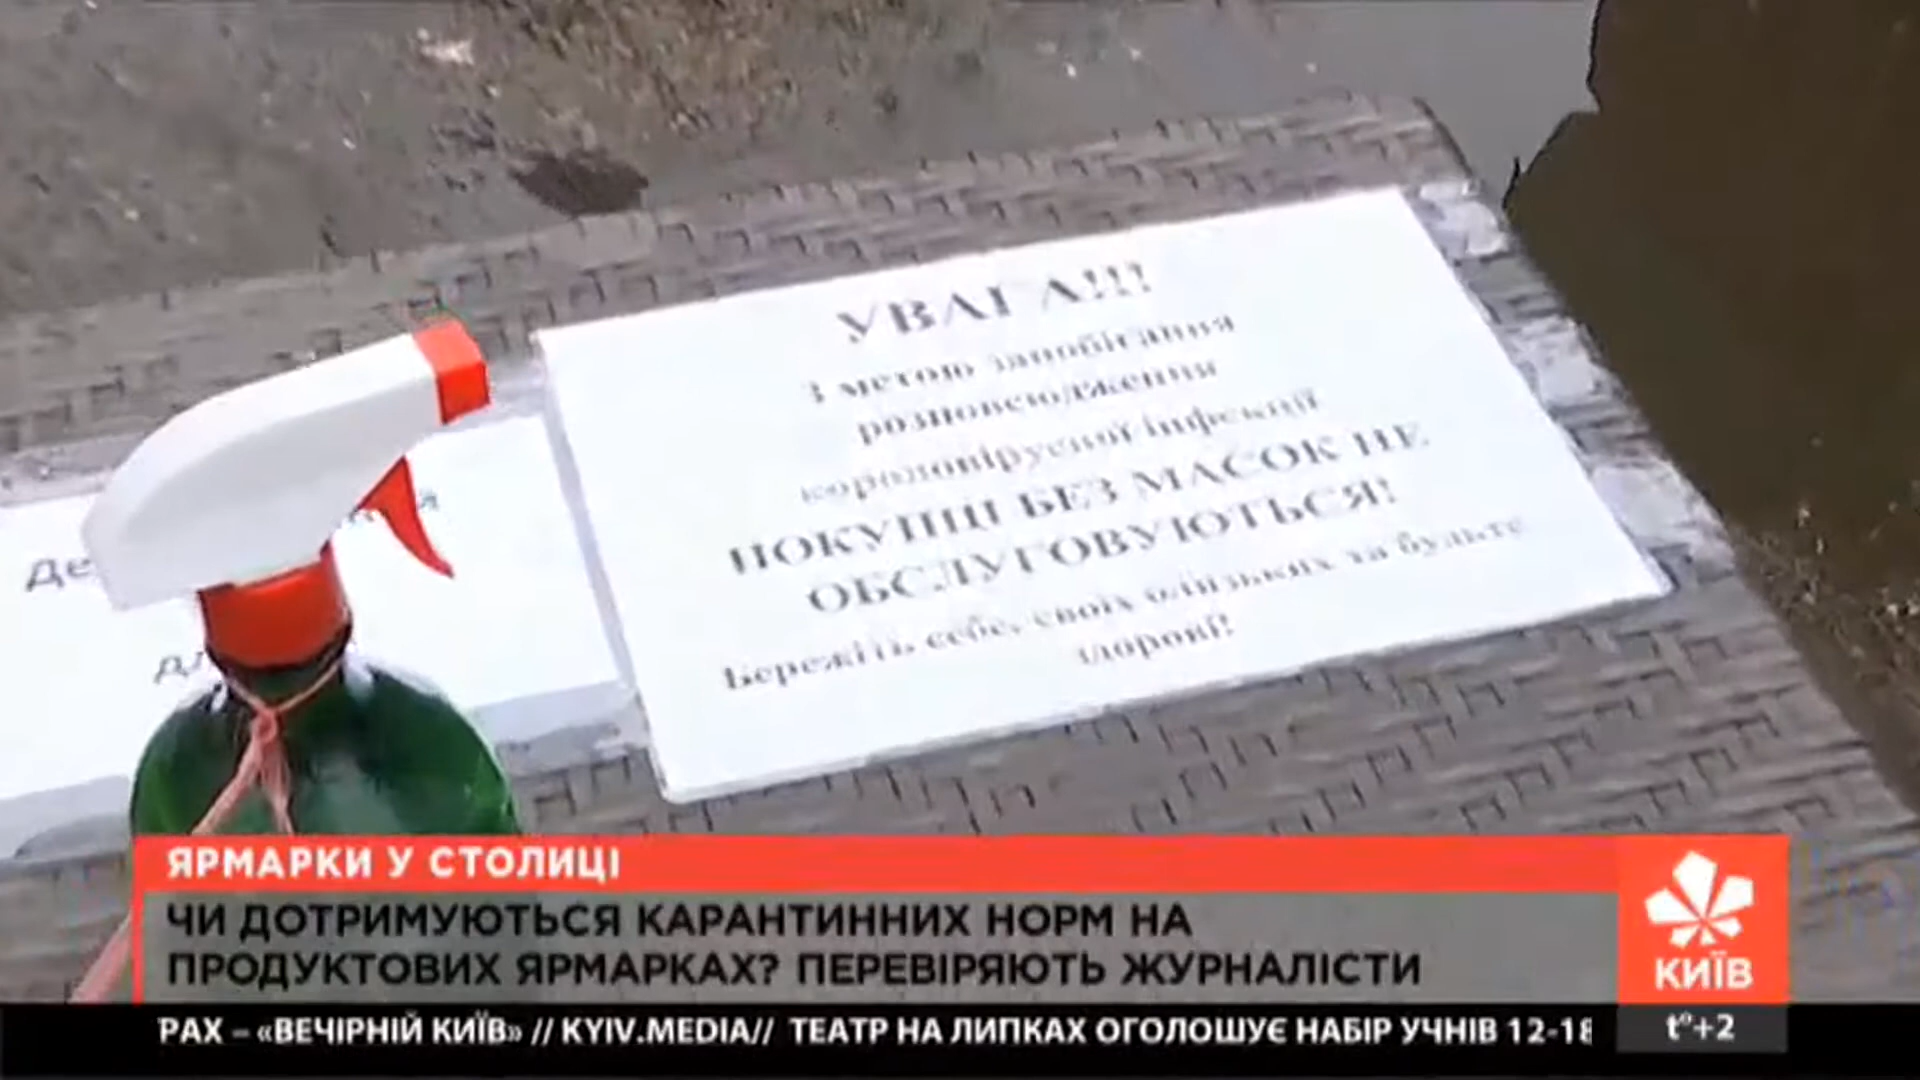 УВАГА!!!
З метою запобігання
розповсюдження
короновірусної інфекції
ПОКУПЦІ БЕЗ МАСОК НЕ
ОБСЛУГОВУЮТЬСЯ!
Бережіть себе, своїх близьких та будьте
здорові!
ЯРМАРКИ У СТОЛИЦІ
ЧИ ДОТРИМУЮТЬСЯ КАРАНТИННИХ НОРМ НА
ПРОДУКТОВИХ ЯРМАРКАХ? ПЕРЕВІРЯЮТЬ ЖУРНАЛІСТИ
КИЇВ
РАХ – «ВЕЧІРНІЙ КИЇВ» // KYIV.MEDIA// ТЕАТР НА ЛИПКАХ ОГОЛОШУЄ НАБІР УЧНІВ 12-18
t°+2